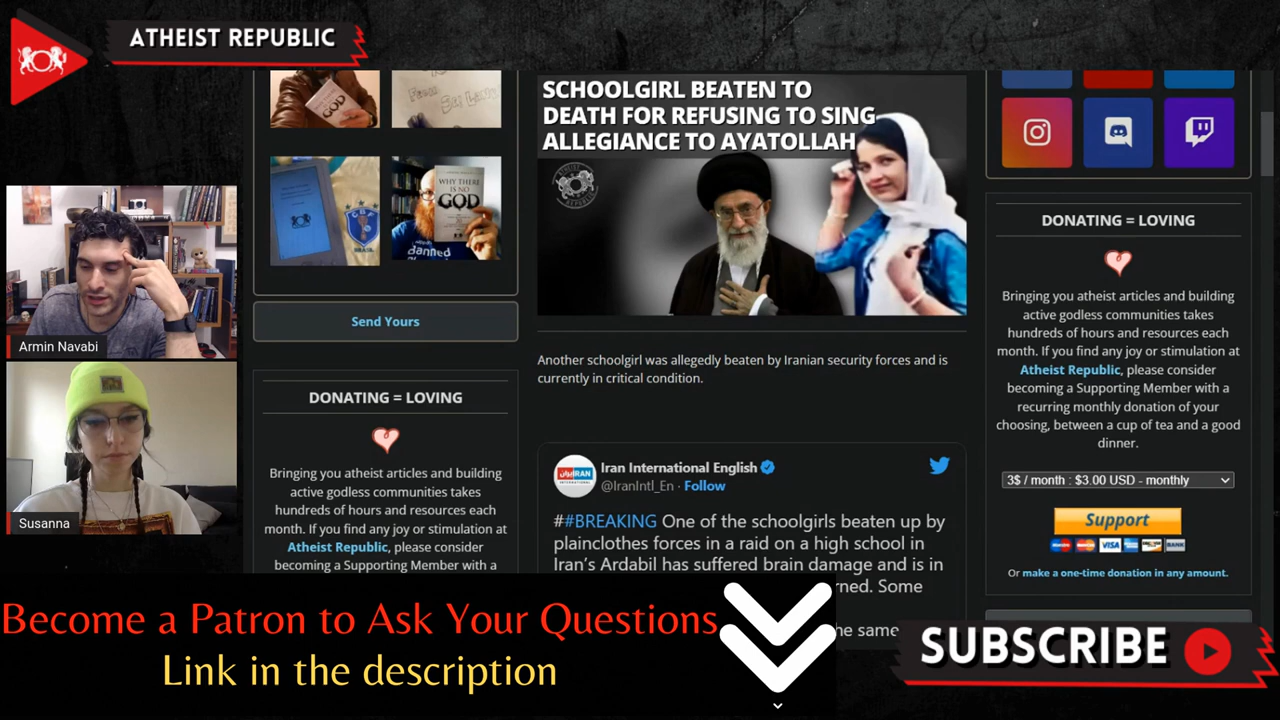 ATHEIST REPUBLIC
Armin Navabi
Susanna
WHY THERE
IS NO
GOD
GOD
CBF
BRASIL
Banned
Send Yours
DONATING = LOVING
Bringing you atheist articles and building
active godless communities takes
hundreds of hours and resources each
month. If you find any joy or stimulation at
Atheist Republic, please consider
becoming a Supporting Member with a
SCHOOLGIRL BEATEN TO
DEATH FOR REFUSING TO SING
ALLEGIANCE TO AYATOLLAH
Another schoolgirl was allegedly beaten by Iranian security forces and is
currently in critical condition.
Iran International English
@IranIntl_En · Follow
##BREAKING One of the schoolgirls beaten up by
plainclothes forces in a raid on a high school in
Iran’s Ardabil has suffered brain damage and is in
rned. Some
he same
DONATING = LOVING
Bringing you atheist articles and building
active godless communities takes
hundreds of hours and resources each
month. If you find any joy or stimulation at
Atheist Republic, please consider
becoming a Supporting Member with a
recurring monthly donation of your
choosing, between a cup of tea and a good
dinner.
3$ / month : $3.00 USD - monthly
Support
VISA
BANK
Or make a one-time donation in any amount.
Become a Patron to Ask Your Questions
Link in the description
SUBSCRIBE